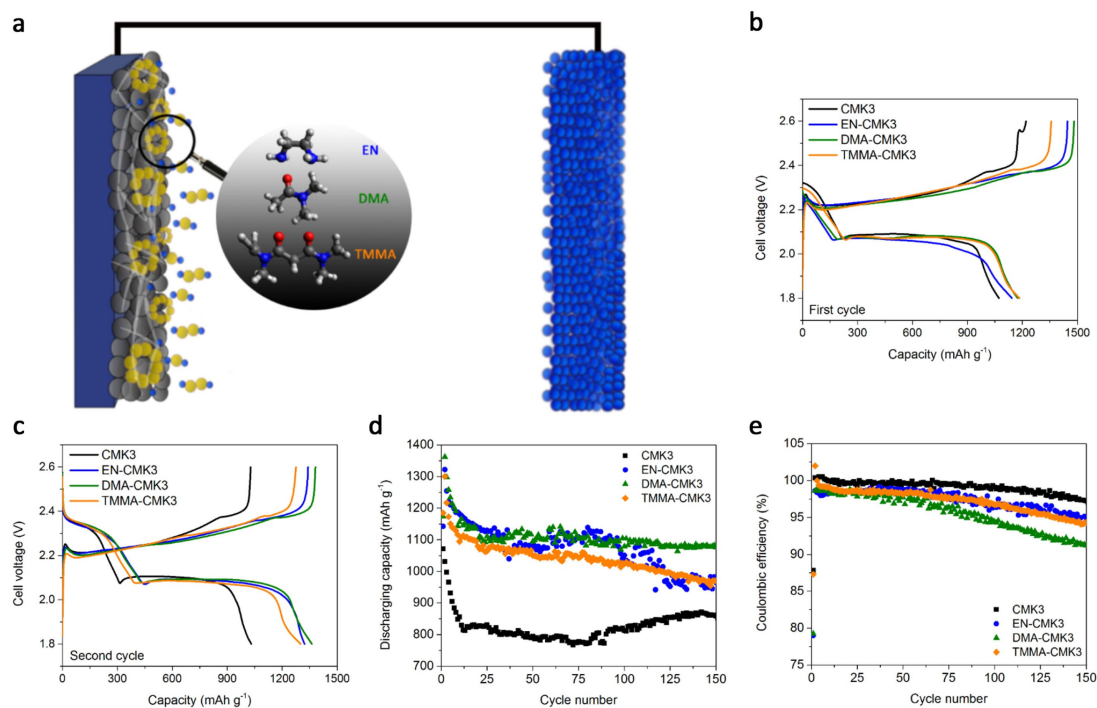 a
EN
DMA
TMMA
b
CMK3
EN-CMK3
DMA-CMK3
TMMA-CMK3
2.6
2.4
2.2
2.0
1.8
Cell voltage (V)
First cycle
0 300 600 900 1200 1500
Capacity (mAh g⁻¹)
c
CMK3
EN-CMK3
DMA-CMK3
TMMA-CMK3
2.6
2.4
2.2
2.0
1.8
Cell voltage (V)
Second cycle
0 300 600 900 1200 1500
Capacity (mAh g⁻¹)
d
1400
1300
1200
1100
1000
900
800
700
Discharging capacity (mAh g⁻¹)
CMK3
EN-CMK3
DMA-CMK3
TMMA-CMK3
0 25 50 75 100 125 150
Cycle number
e
105
100
95
90
85
80
75
Coulombic efficiency (%)
CMK3
EN-CMK3
DMA-CMK3
TMMA-CMK3
0 25 50 75 100 125 150
Cycle number